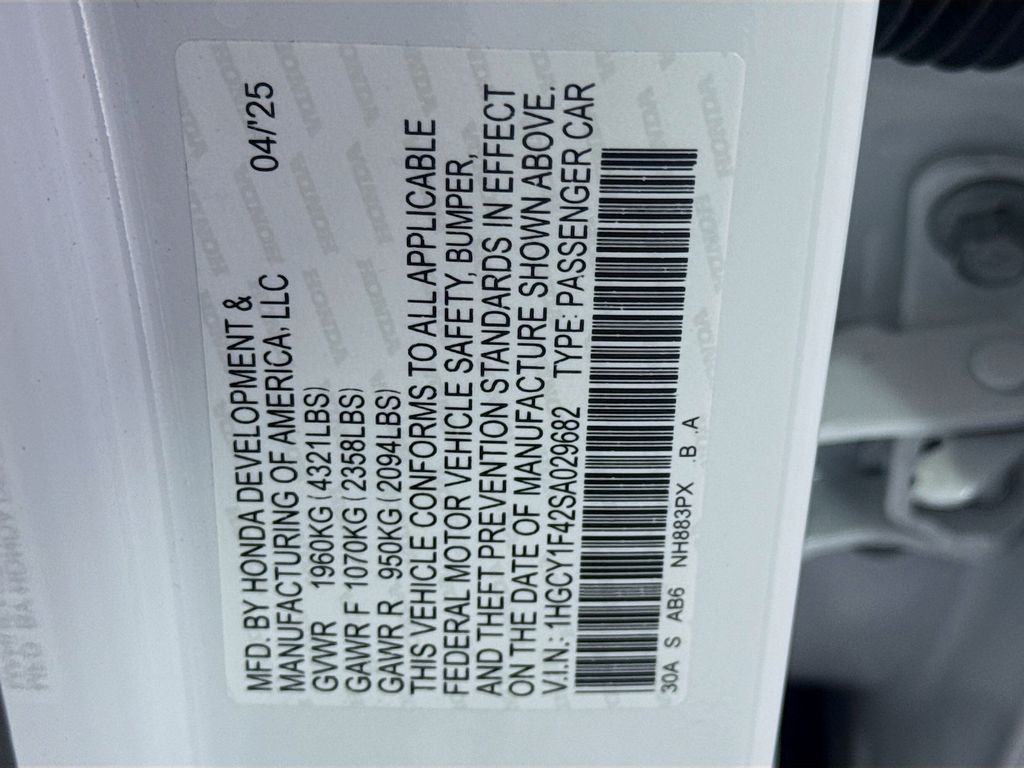 MFD. BY HONDA DEVELOPMENT &
MANUFACTURING OF AMERICA, LLC 04/'25
GVWR 1960KG (4321LBS)
GAWR F 1070KG (2358LBS)
GAWR R 950KG (2094LBS)
THIS VEHICLE CONFORMS TO ALL APPLICABLE
FEDERAL MOTOR VEHICLE SAFETY, BUMPER,
AND THEFT PREVENTION STANDARDS IN EFFECT
ON THE DATE OF MANUFACTURE SHOWN ABOVE.
V.I.N.: 1HGCY1F42SA029682 TYPE: PASSENGER CAR
30A S AB6 NH883PX .B .A